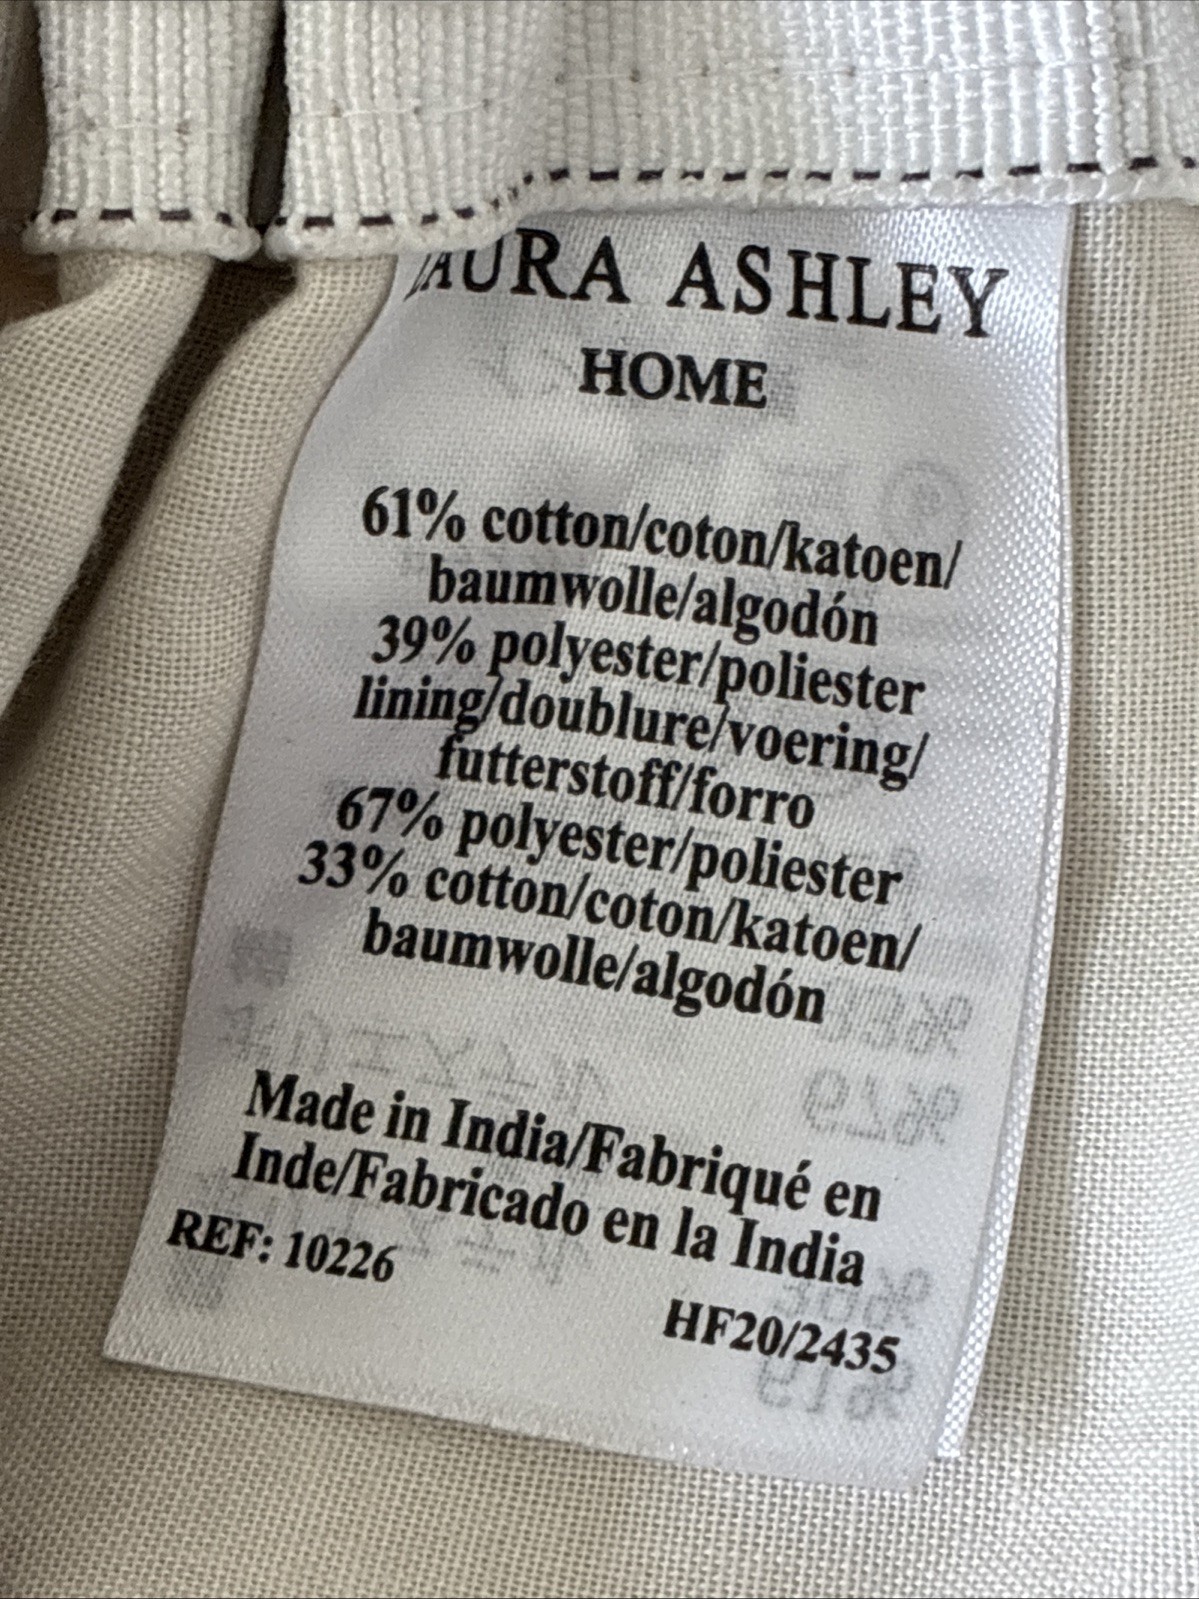 LAURA ASHLEY
HOME
61% cotton/coton/katoen/
baumwolle/algodón
39% polyester/poliester
lining/doublure/voering/
futterstoff/forro
67% polyester/poliester
33% cotton/coton/katoen/
baumwolle/algodón
Made in India/Fabriqué en
Inde/Fabricado en la India
REF: 10226
HF20/2435